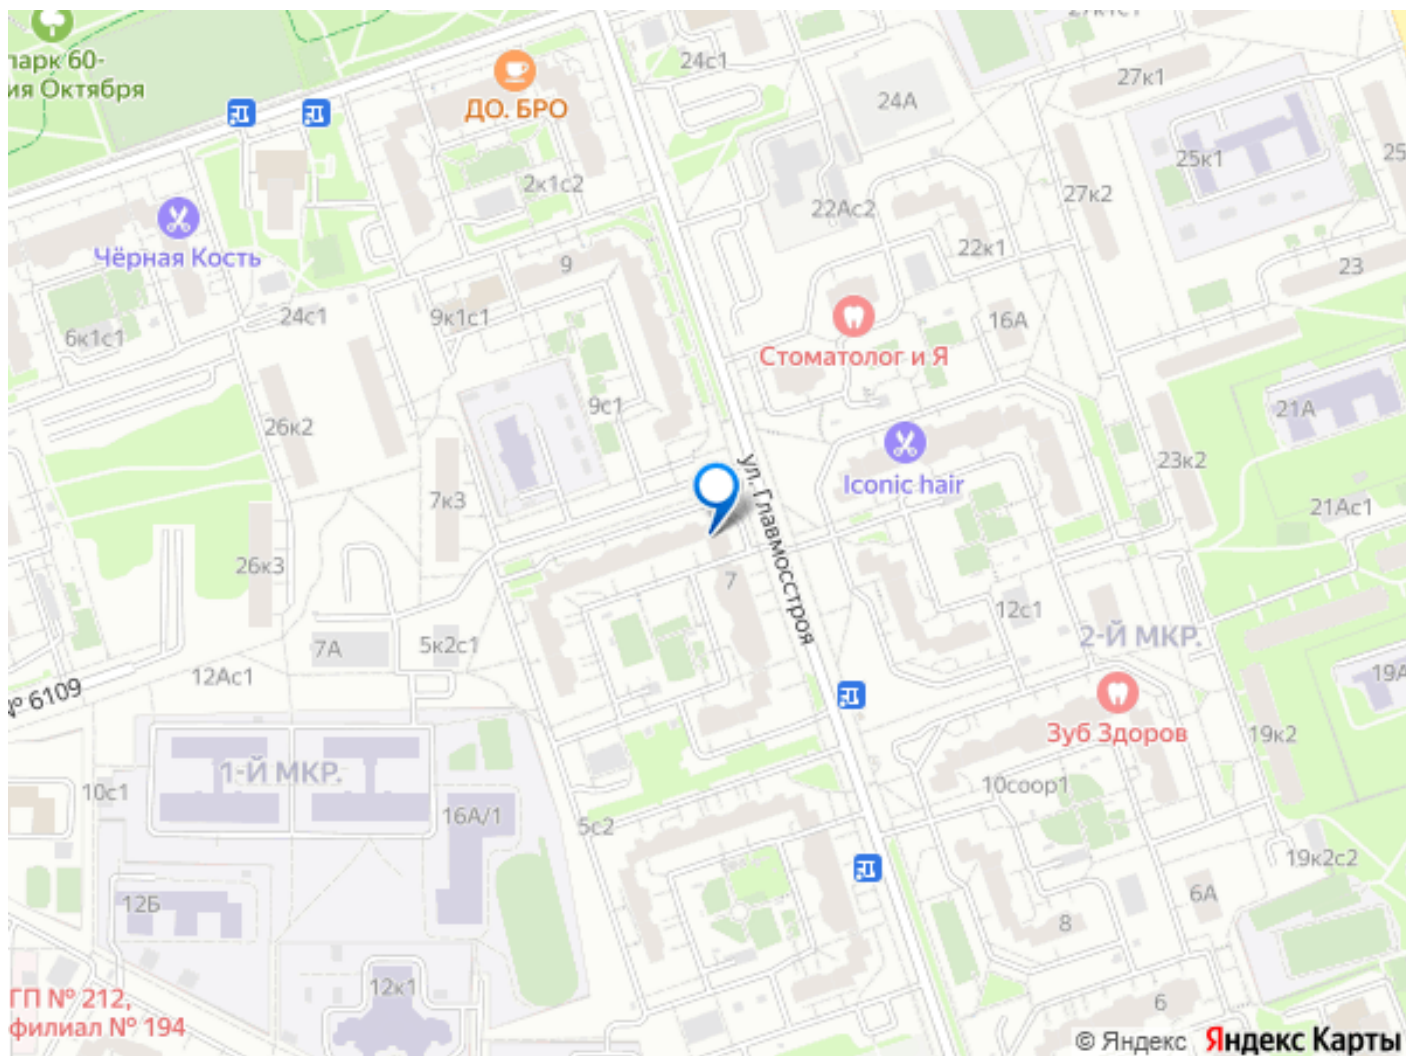 27к1с1
24с1
парк 60-
ия Октября
27к1
ДО. БРО
24А
25к1
25
2к1с2
27к2
22Ас2
Чёрная Кость
22к1
9
23
24с1
9к1с1
16А
6к1с1
Стоматолог и Я
9с1
21А
26к2
ул. Главмосстроя
23к2
Iconic hair
7к3
21Ас1
26к3
7
12с1
2-Й МКР.
7А
5к2с1
12Ас1
19А
№ 6109
Зуб Здоров
19к2
1-Й МКР.
10с1
10соор1
16А/1
5с2
19к2с2
12Б
6А
8
12к1
ГП № 212,
филиал № 194
6
© Яндекс Яндекс Карты